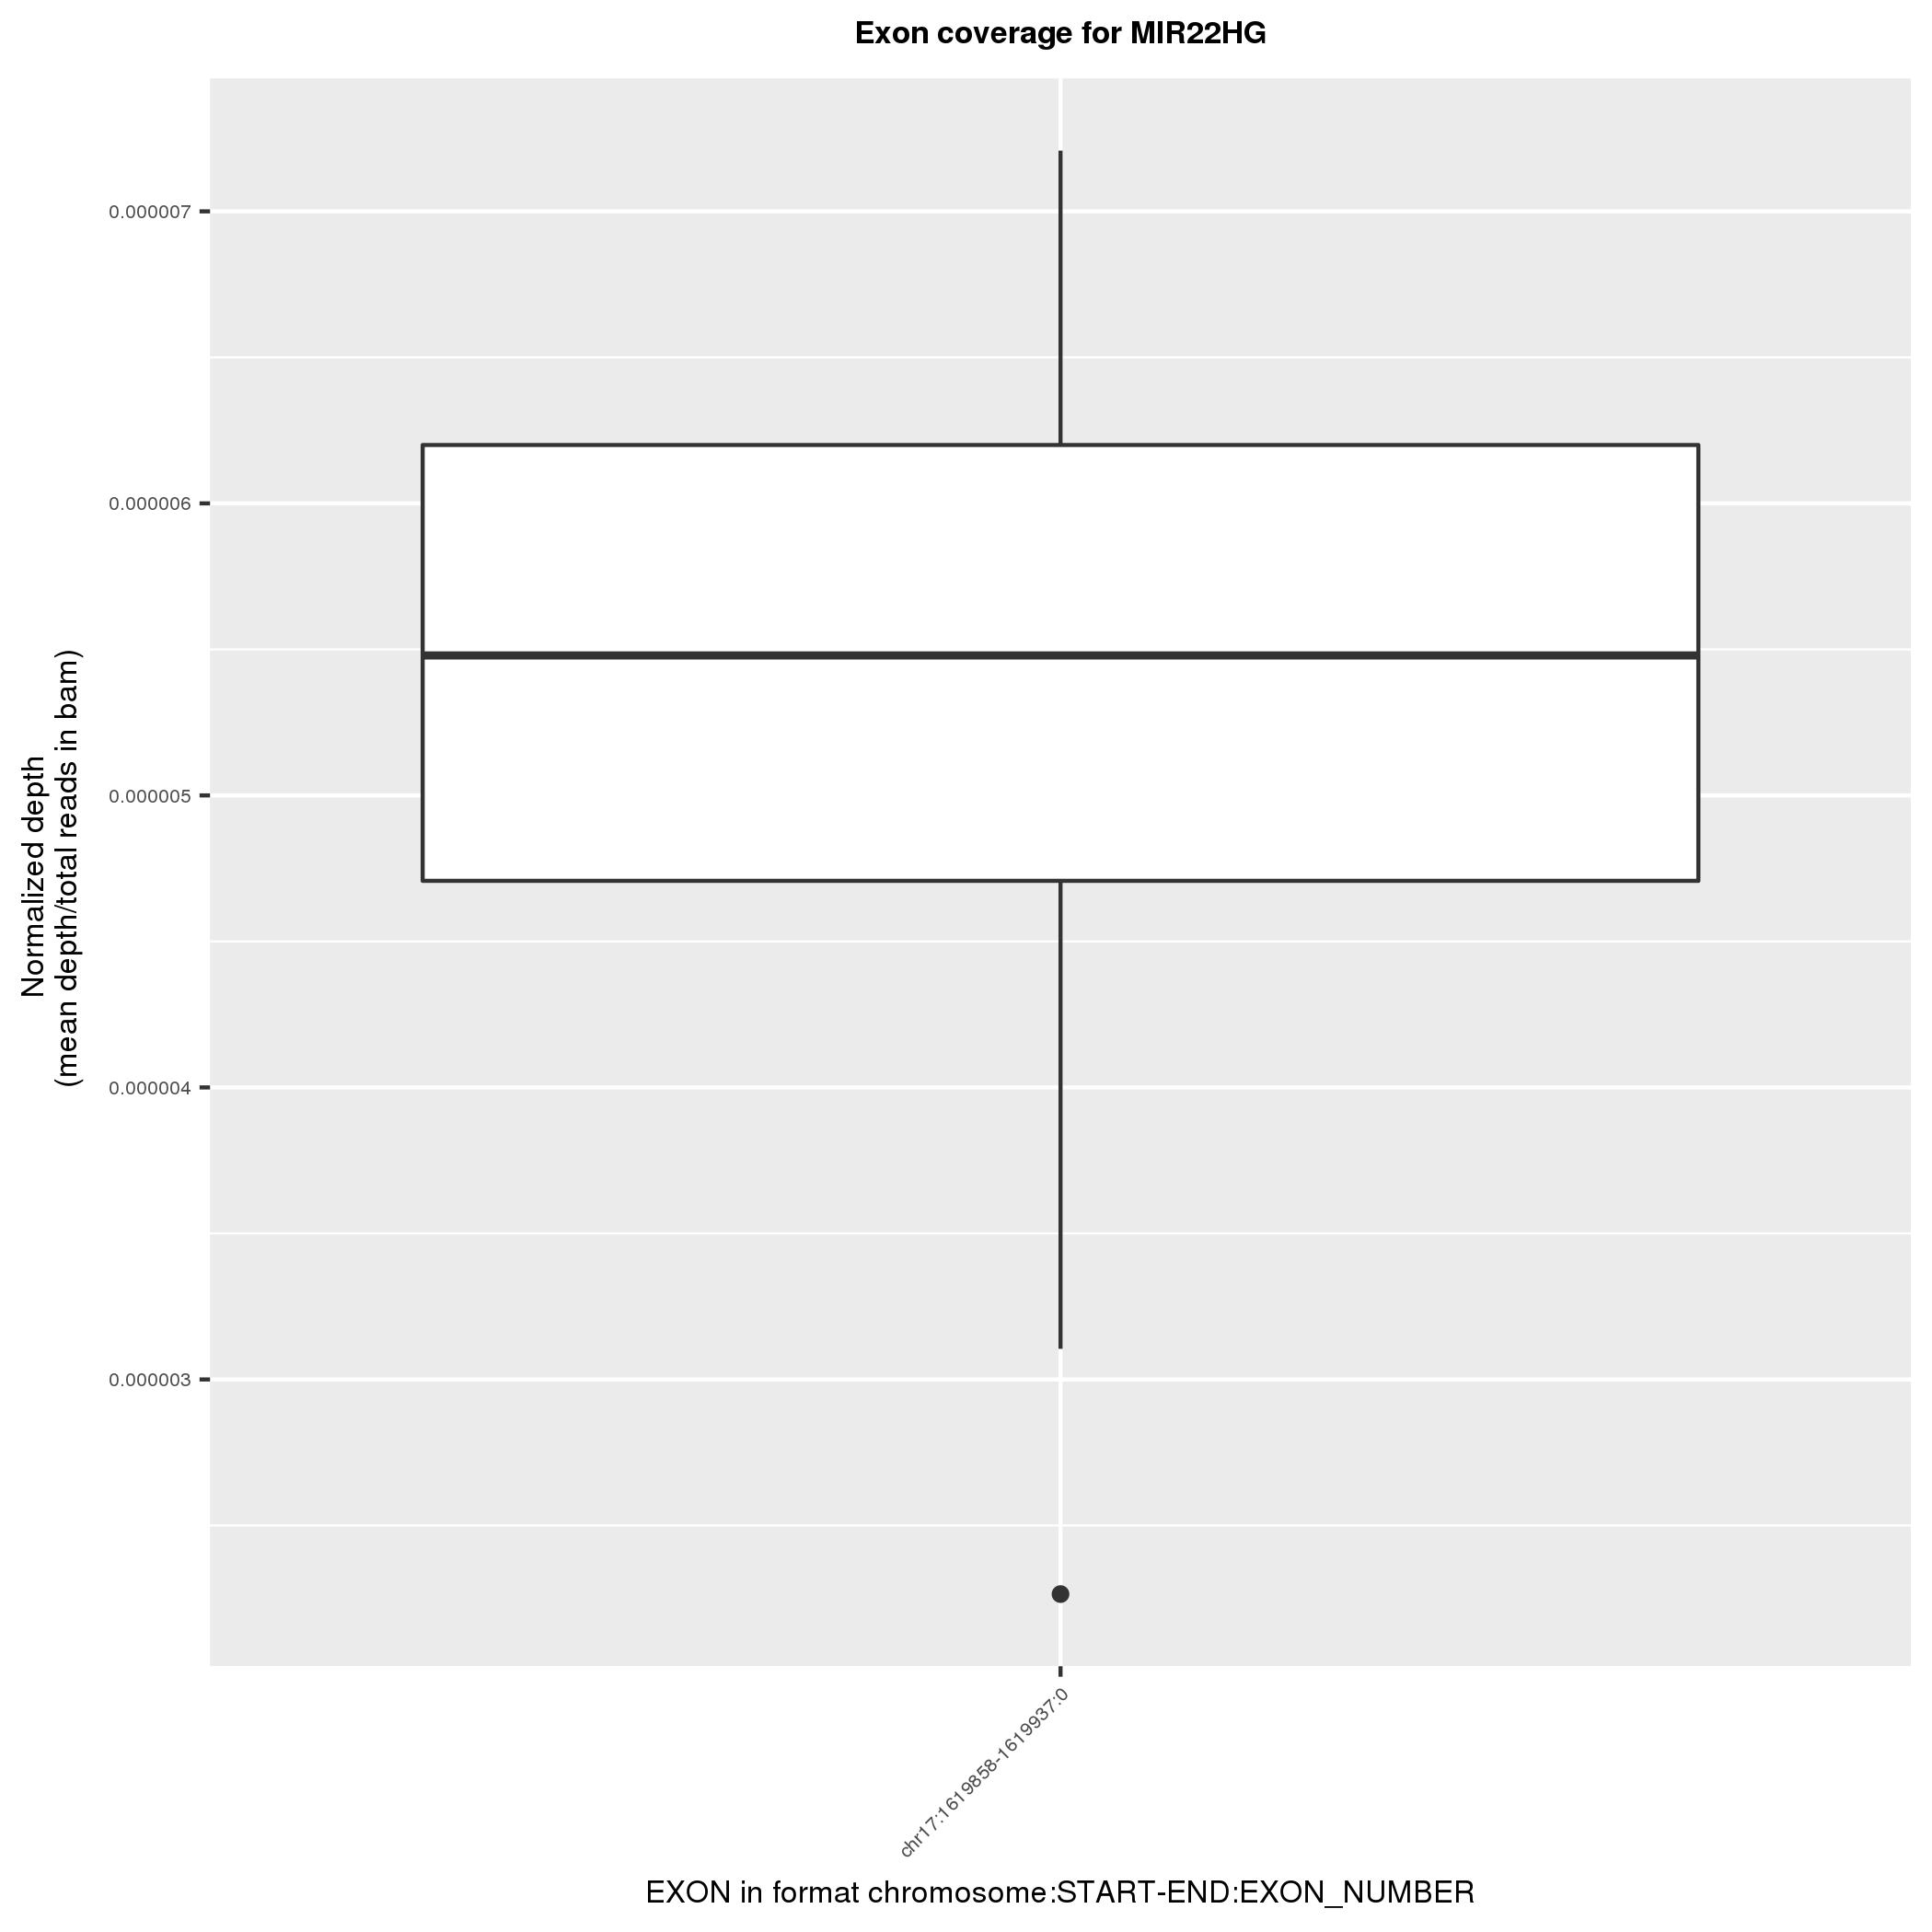 Exon coverage for MIR22HG
Normalized depth
(mean depth/total reads in bam)
0.000007
0.000006
0.000005
0.000004
0.000003
chr17:1619858-1619937:0
EXON in format chromosome:START-END:EXON_NUMBER